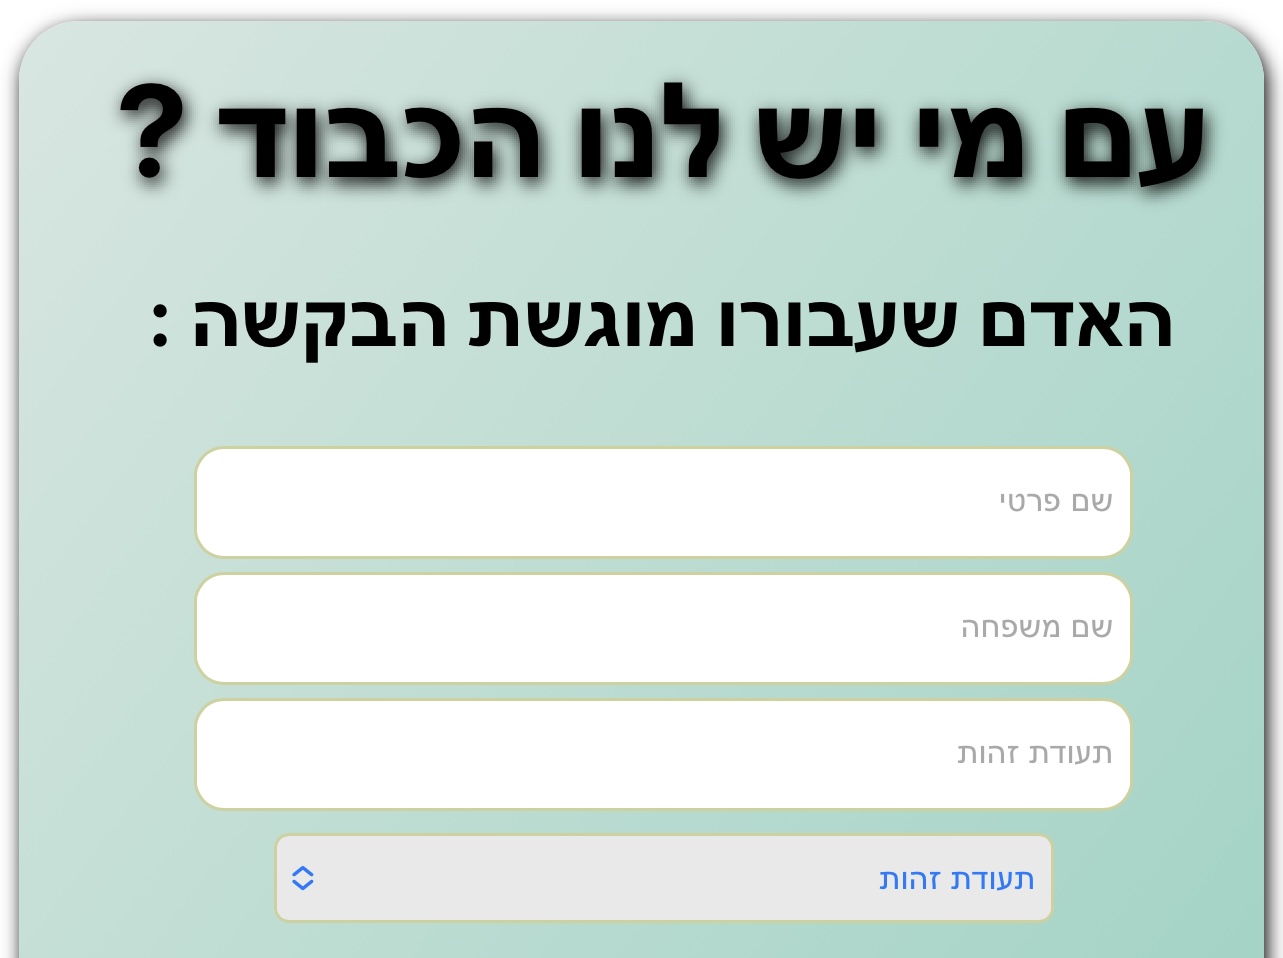 עם מי יש לנו הכבוד ?
האדם שעבורו מוגשת הבקשה :
שם פרטי
שם משפחה
תעודת זהות
תעודת זהות